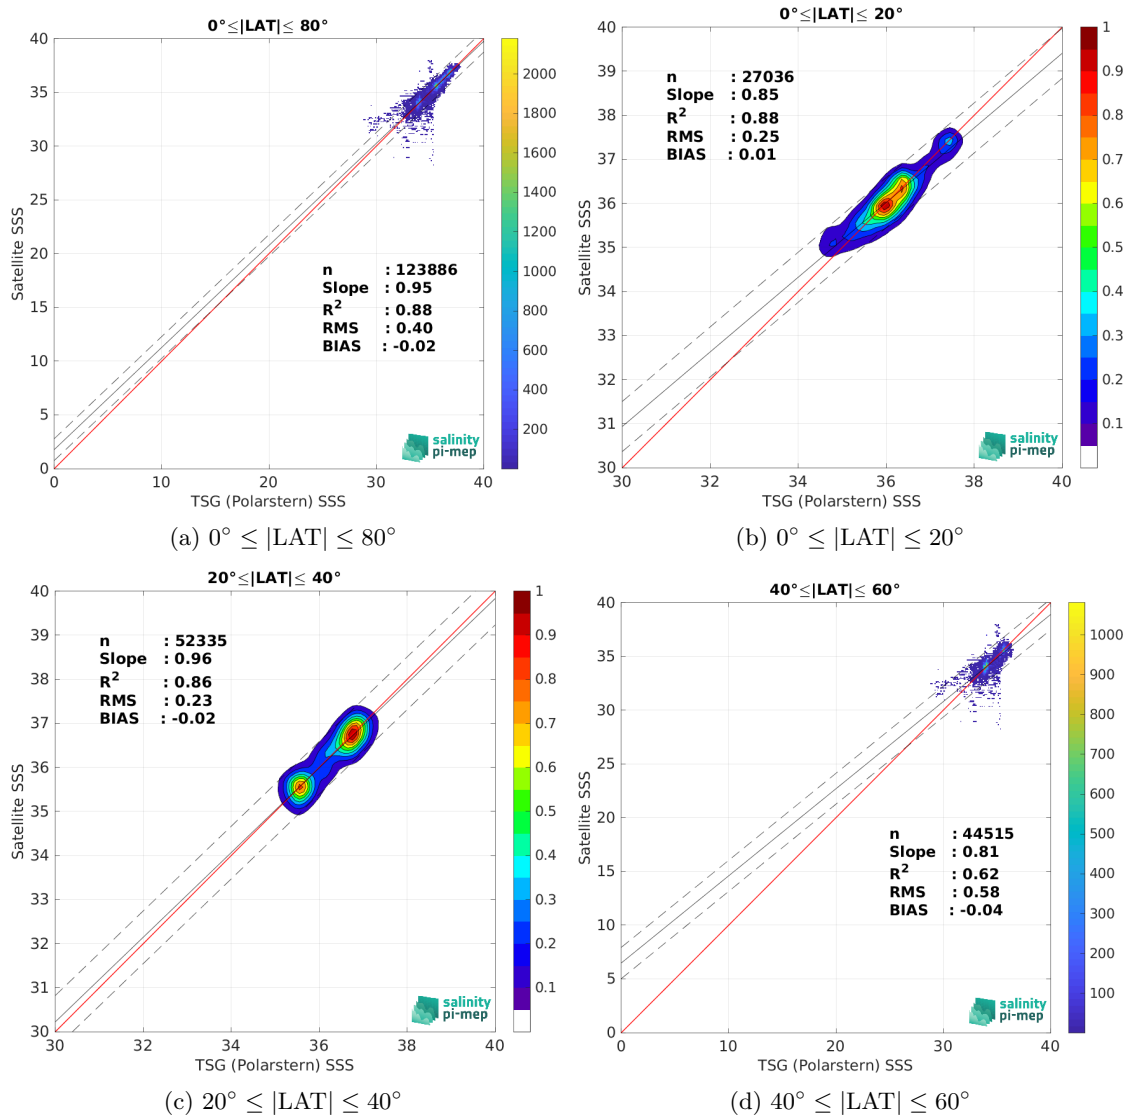 0°≤|LAT|≤ 80°
40
35
30
25
20
15
10
5
0
Satellite SSS
n : 123886
Slope : 0.95
R² : 0.88
RMS : 0.40
BIAS : -0.02
salinity
pi-mep
0 10 20 30 40
TSG (Polarstern) SSS
2000
1800
1600
1400
1200
1000
800
600
400
200
(a) 0° ≤ |LAT| ≤ 80°
0°≤|LAT|≤ 20°
40
39
38
37
36
35
34
33
32
31
30
Satellite SSS
n : 27036
Slope : 0.85
R² : 0.88
RMS : 0.25
BIAS : 0.01
salinity
pi-mep
30 32 34 36 38 40
TSG (Polarstern) SSS
1
0.9
0.8
0.7
0.6
0.5
0.4
0.3
0.2
0.1
(b) 0° ≤ |LAT| ≤ 20°
20°≤|LAT|≤ 40°
40
39
38
37
36
35
34
33
32
31
30
Satellite SSS
n : 52335
Slope : 0.96
R² : 0.86
RMS : 0.23
BIAS : -0.02
salinity
pi-mep
30 32 34 36 38 40
TSG (Polarstern) SSS
1
0.9
0.8
0.7
0.6
0.5
0.4
0.3
0.2
0.1
(c) 20° ≤ |LAT| ≤ 40°
40°≤|LAT|≤ 60°
40
35
30
25
20
15
10
5
0
Satellite SSS
n : 44515
Slope : 0.81
R² : 0.62
RMS : 0.58
BIAS : -0.04
salinity
pi-mep
0 10 20 30 40
TSG (Polarstern) SSS
1000
900
800
700
600
500
400
300
200
100
(d) 40° ≤ |LAT| ≤ 60°